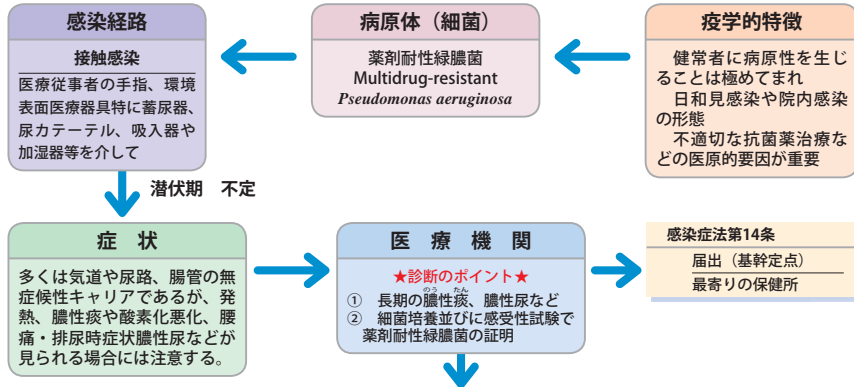 感染経路
接触感染
医療従事者の手指、環境
表面医療器具特に蓄尿器、
尿カテーテル、吸入器や
加湿器等を介して
病原体（細菌）
薬剤耐性緑膿菌
Multidrug-resistant
Pseudomonas aeruginosa
疫学的特徴
健常者に病原性を生じ
ることは極めてまれ
日和見感染や院内感染
の形態
不適切な抗菌薬治療な
どの医原的要因が重要
潜伏期　不定
症　状
多くは気道や尿路、腸管の無
症候性キャリアであるが、発
熱、膿性痰や酸素化悪化、腰
痛・排尿時症状膿性尿などが
見られる場合には注意する。
医　療　機　関
★診断のポイント★
のう たん
①　長期の膿性痰、膿性尿など
②　細菌培養並びに感受性試験で
薬剤耐性緑膿菌の証明
感染症法第14条
届出（基幹定点）
最寄りの保健所